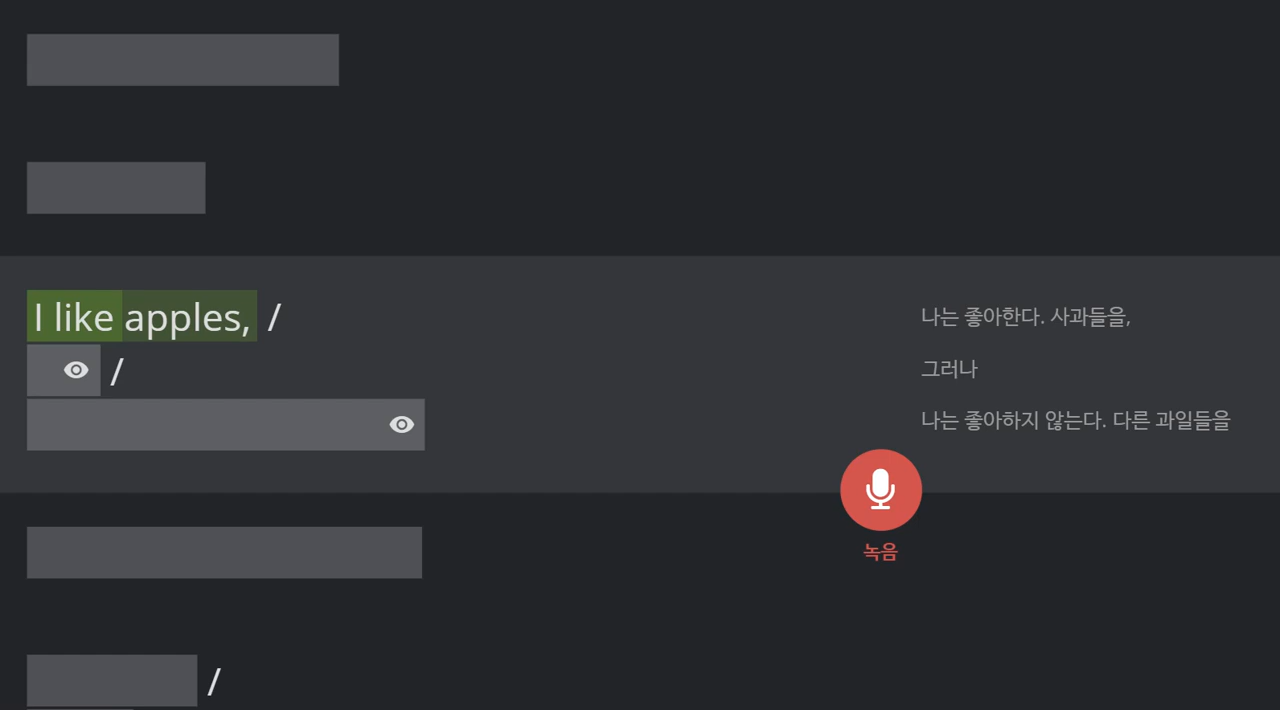 I like apples, / 나는 좋아한다. 사과들을,
/ 그러나
나는 좋아하지 않는다. 다른 과일들을
녹음
/